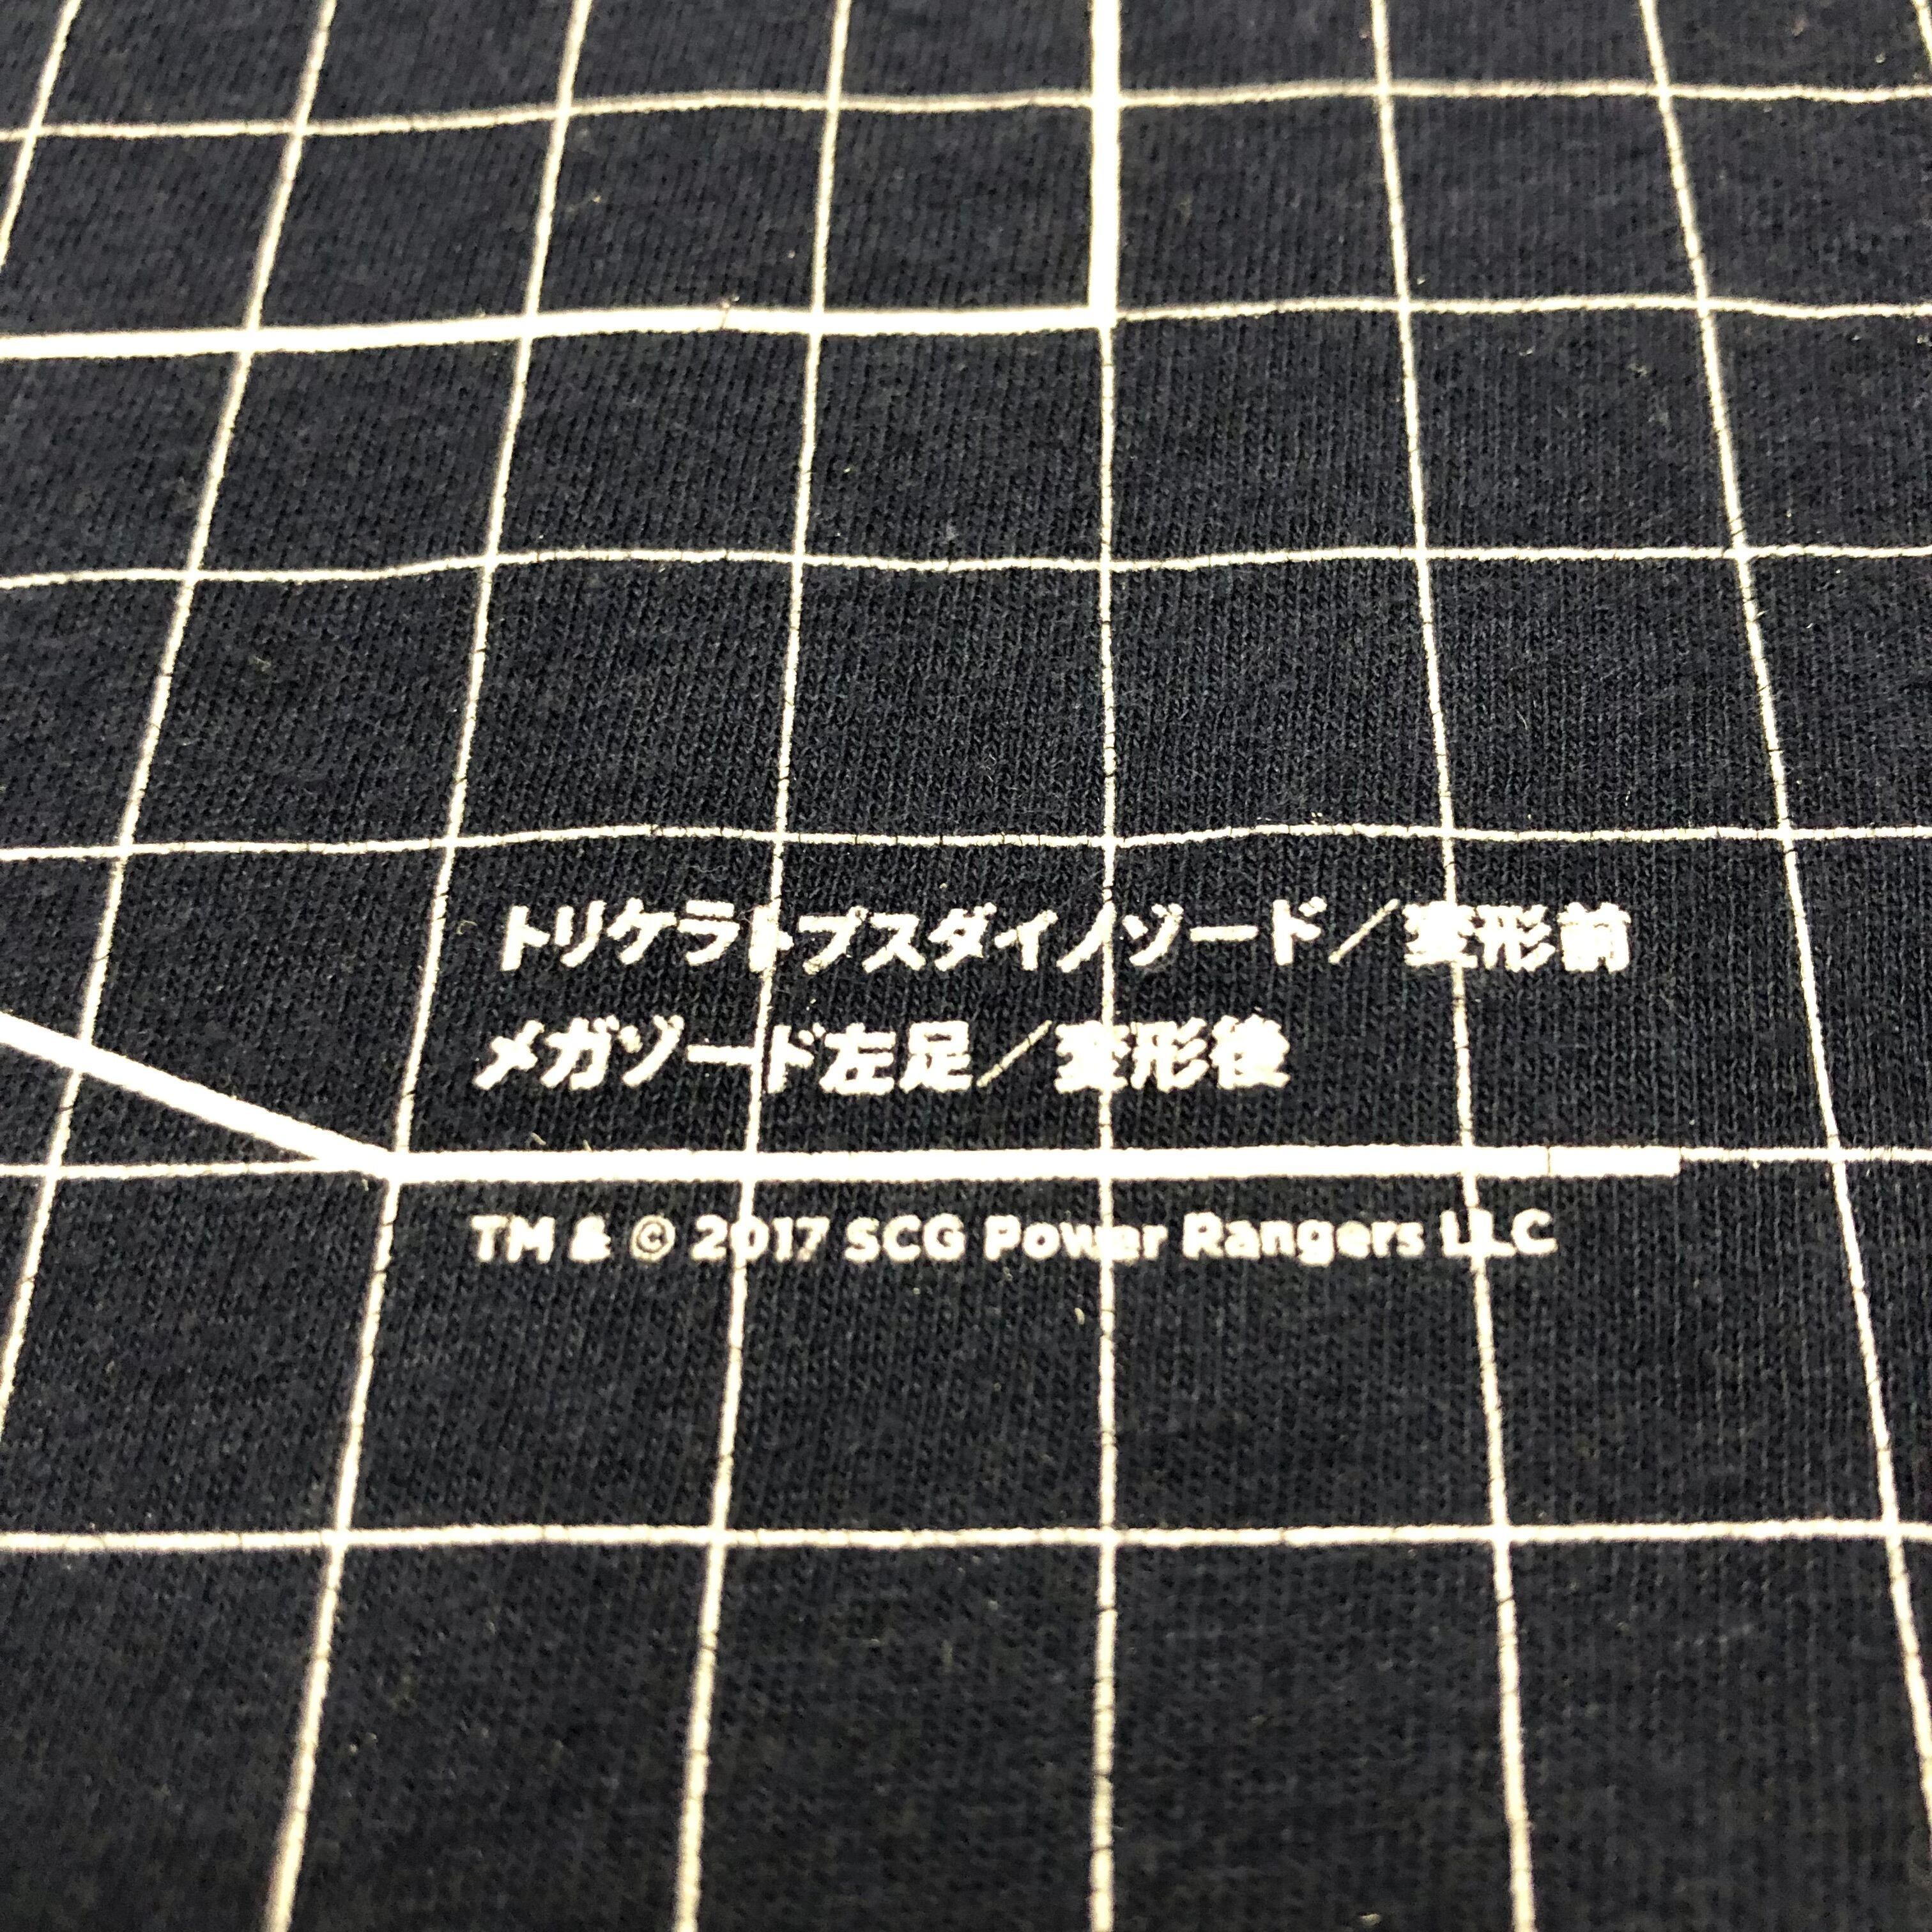 トリケラトプスダイノゾード／変形前
メガゾード左足／変形後
TM & © 2017 SCG Power Rangers LLC